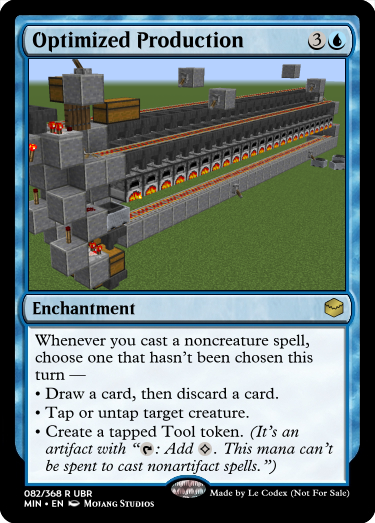 Optimized Production 3
Enchantment
Whenever you cast a noncreature spell,
choose one that hasn't been chosen this
turn —
• Draw a card, then discard a card.
• Tap or untap target creature.
• Create a tapped Tool token. (It's an
artifact with “: Add . This mana can't
be spent to cast nonartifact spells.”)
082/368 R UBR
MIN • EN Mojang Studios
Made by Le Codex (Not For Sale)